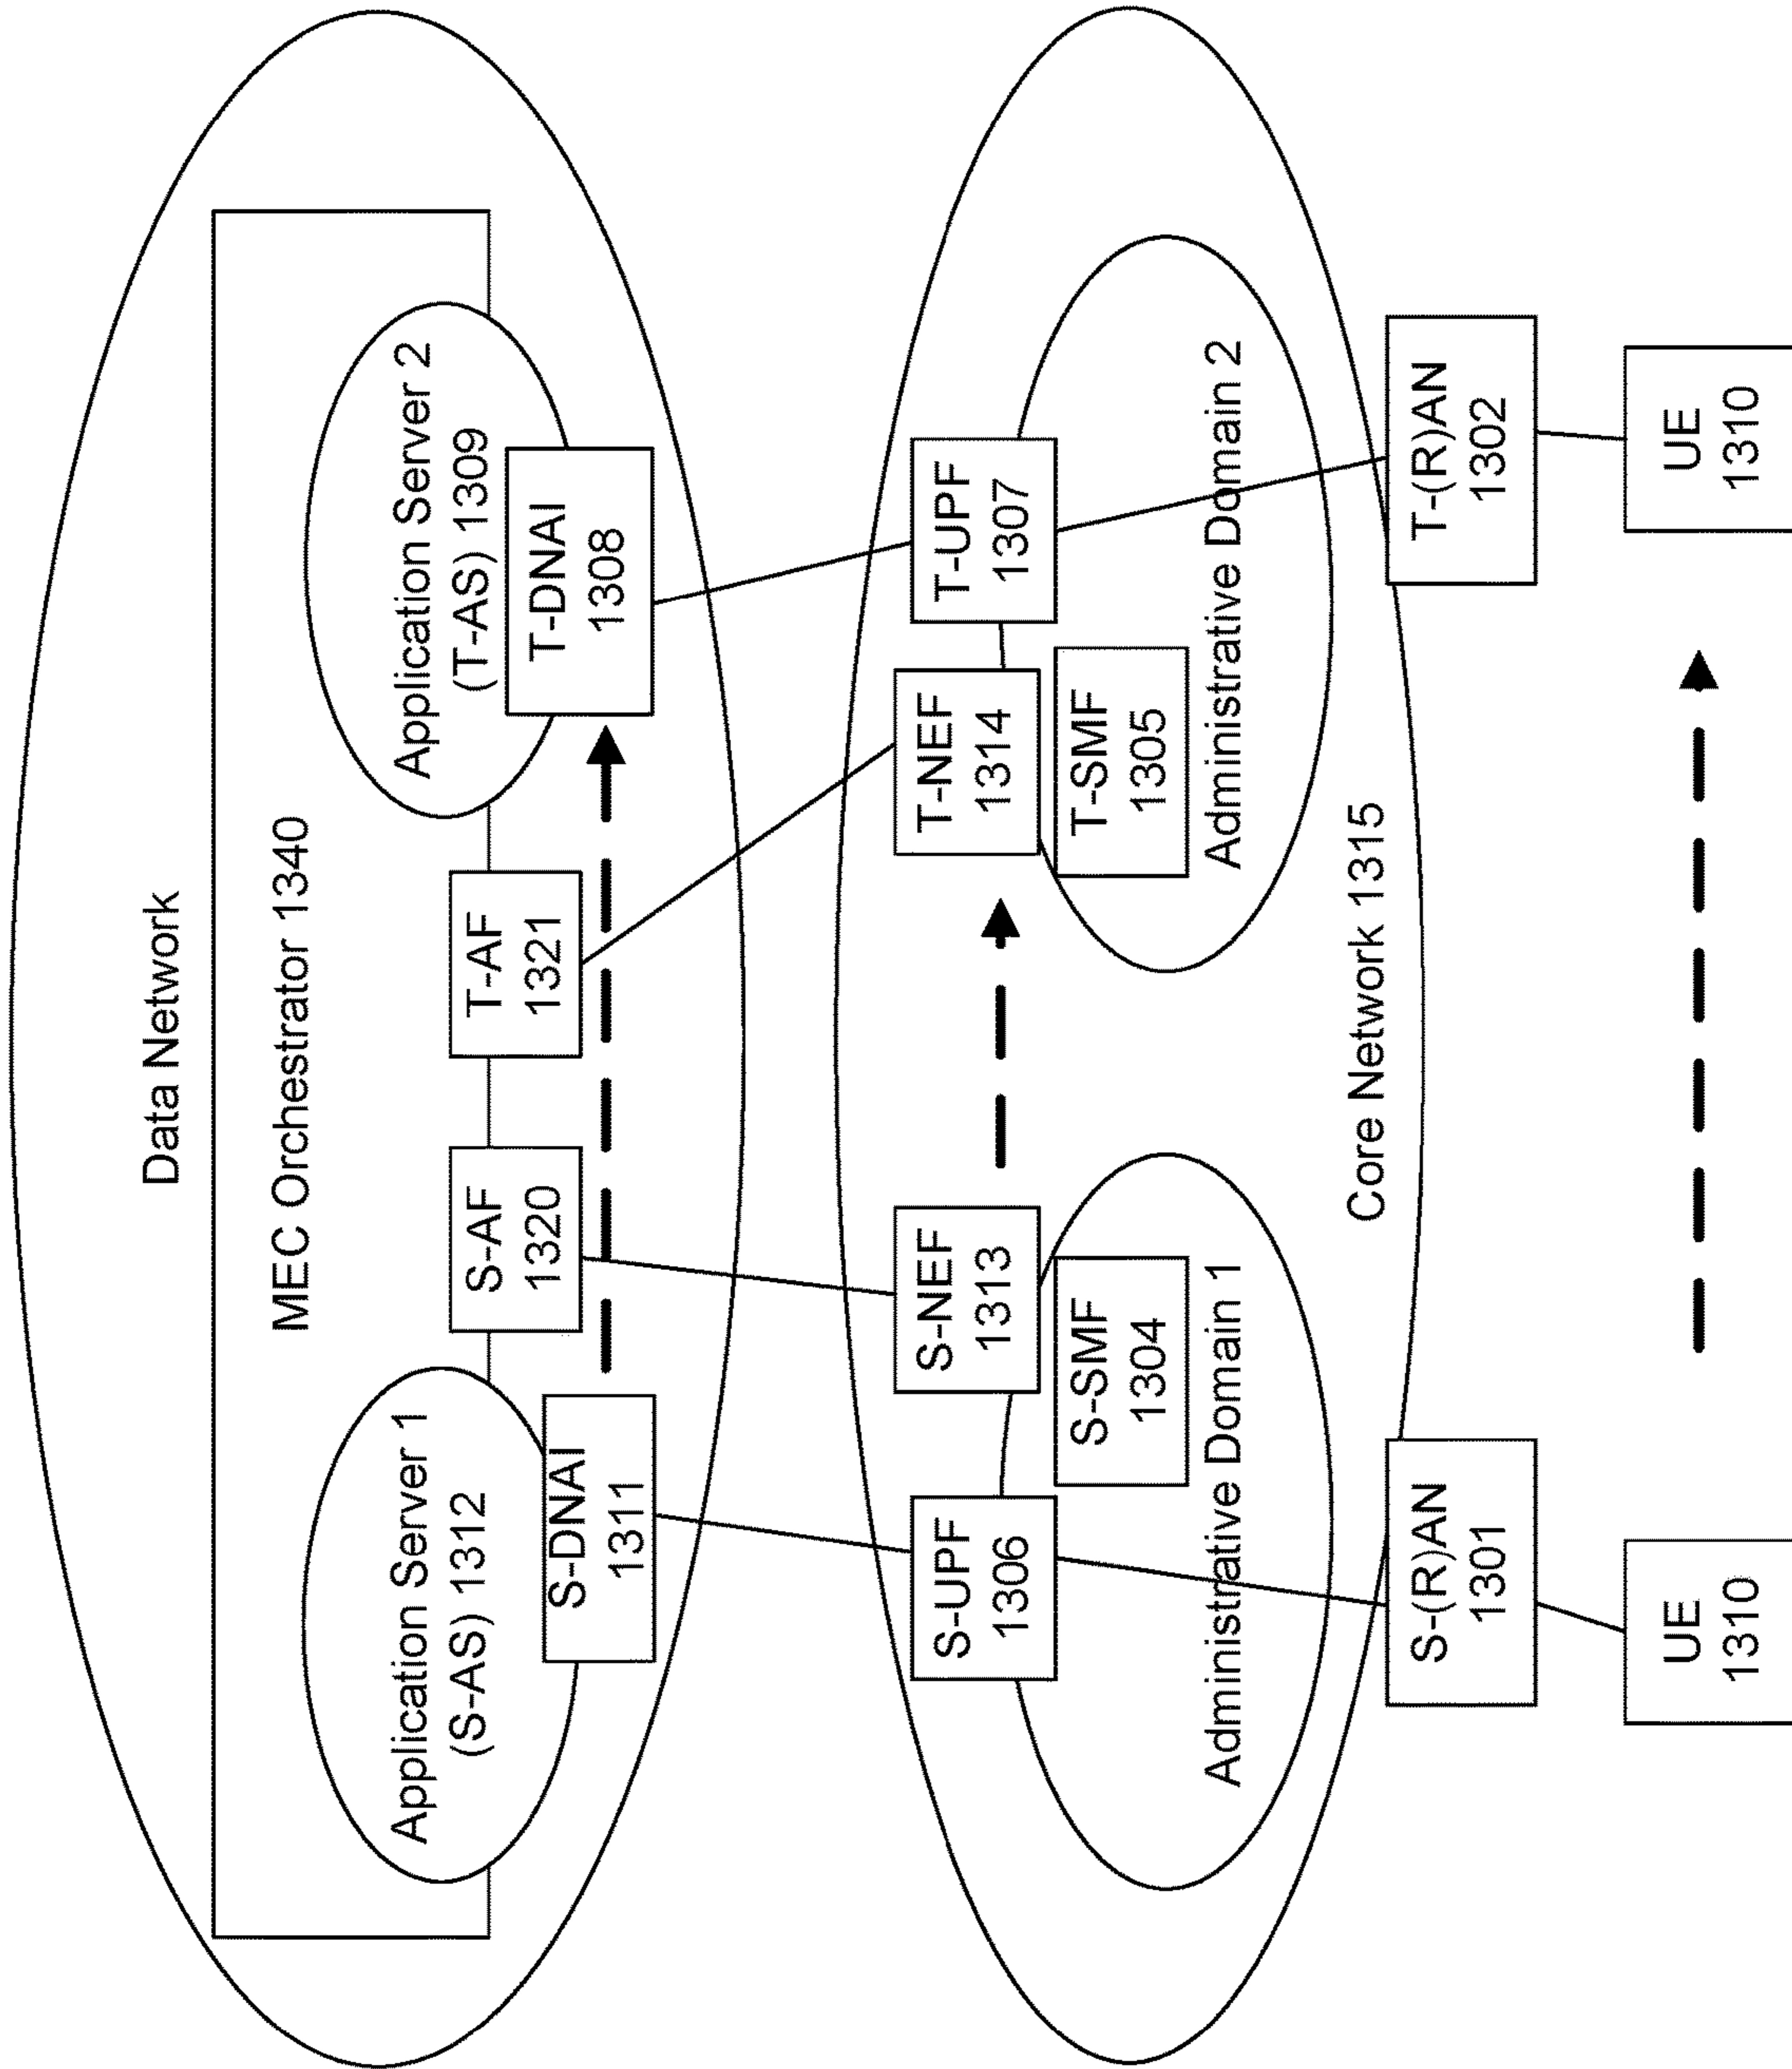 Data Network
MEC Orchestrator 1340
Application Server 1
(S-AS) 1312
S-DNAI
1311
S-AF
1320
T-AF
1321
Application Server 2
(T-AS) 1309
T-DNAI
1308
S-UPF
1306
S-NEF
1313
S-SMF
1304
Administrative Domain 1
T-NEF
1314
T-UPF
1307
T-SMF
1305
Administrative Domain 2
Core Network 1315
S-(R)AN
1301
T-(R)AN
1302
UE
1310
UE
1310